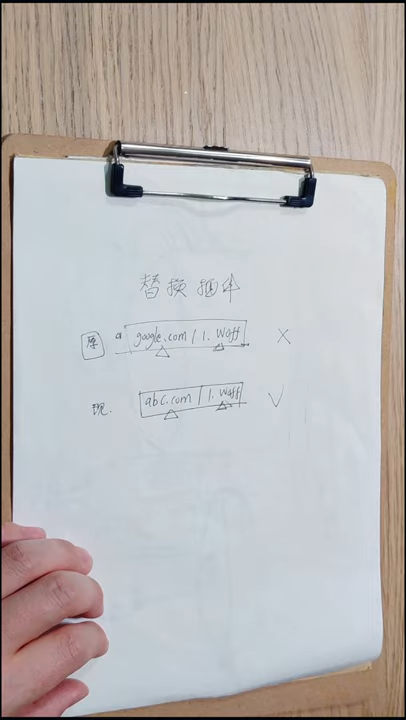 替换插件
原 a google.com/1.woff ×
现. abc.com/1.woff √